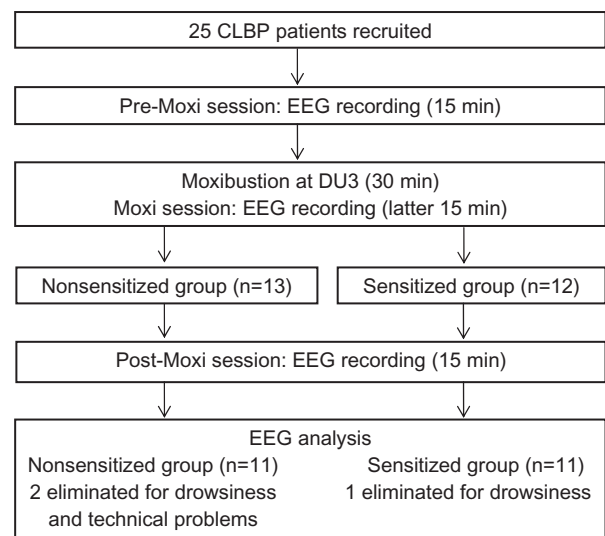 25 CLBP patients recruited
Pre-Moxi session: EEG recording (15 min)
Moxibustion at DU3 (30 min)
Moxi session: EEG recording (latter 15 min)
Nonsensitized group (n=13)
Sensitized group (n=12)
Post-Moxi session: EEG recording (15 min)
EEG analysis
Nonsensitized group (n=11)
2 eliminated for drowsiness
and technical problems
Sensitized group (n=11)
1 eliminated for drowsiness